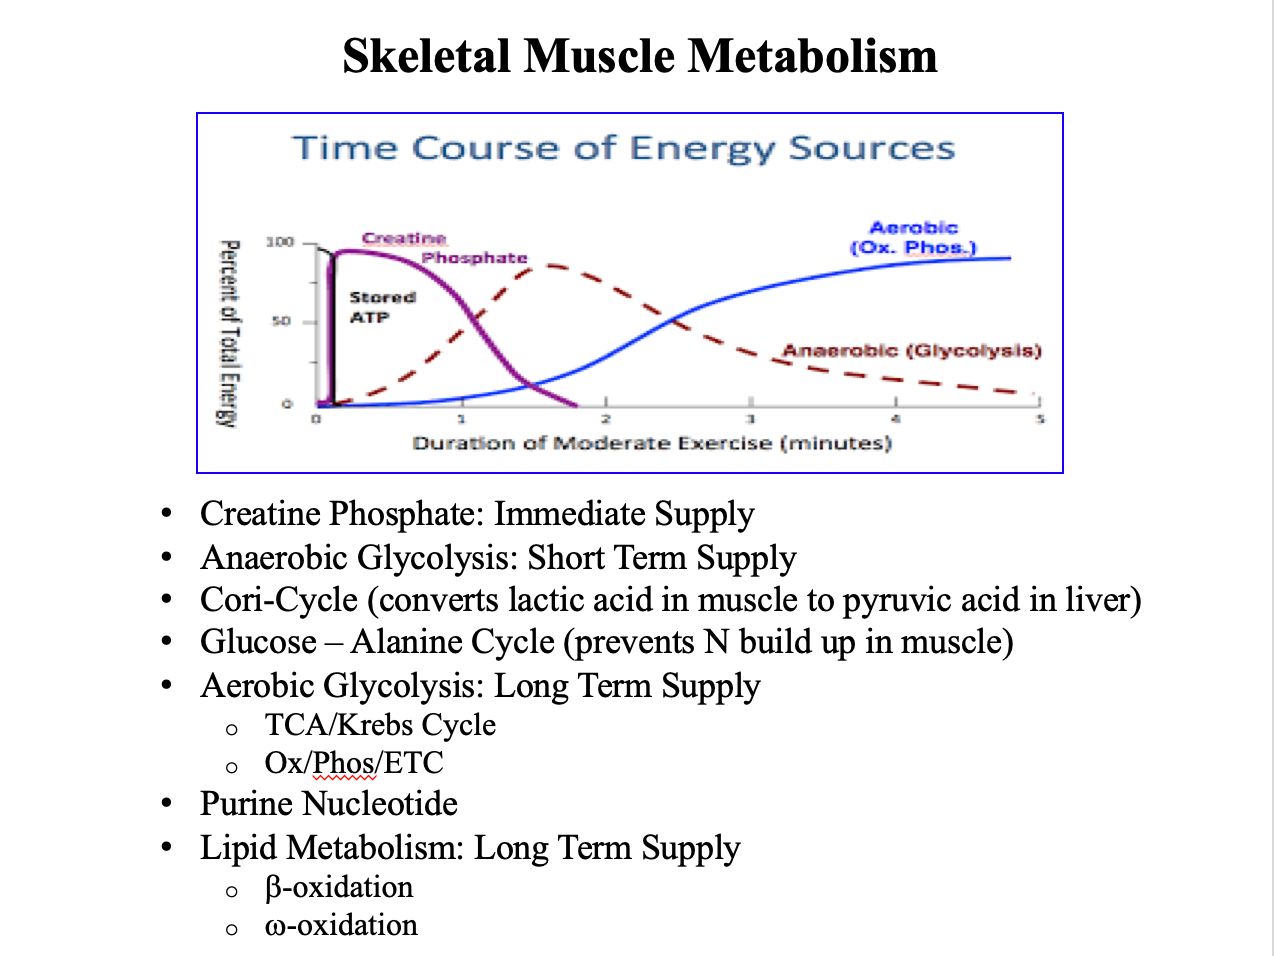 Skeletal Muscle Metabolism
Time Course of Energy Sources
Percent of Total Energy
100
50
0
Creatine
Phosphate
Stored
ATP
Aerobic
(Ox. Phos.)
Anaerobic (Glycolysis)
0 1 2 3 4 5
Duration of Moderate Exercise (minutes)
• Creatine Phosphate: Immediate Supply
• Anaerobic Glycolysis: Short Term Supply
• Cori-Cycle (converts lactic acid in muscle to pyruvic acid in liver)
• Glucose – Alanine Cycle (prevents N build up in muscle)
• Aerobic Glycolysis: Long Term Supply
o TCA/Krebs Cycle
o Ox/Phos/ETC
• Purine Nucleotide
• Lipid Metabolism: Long Term Supply
o β-oxidation
o ω-oxidation